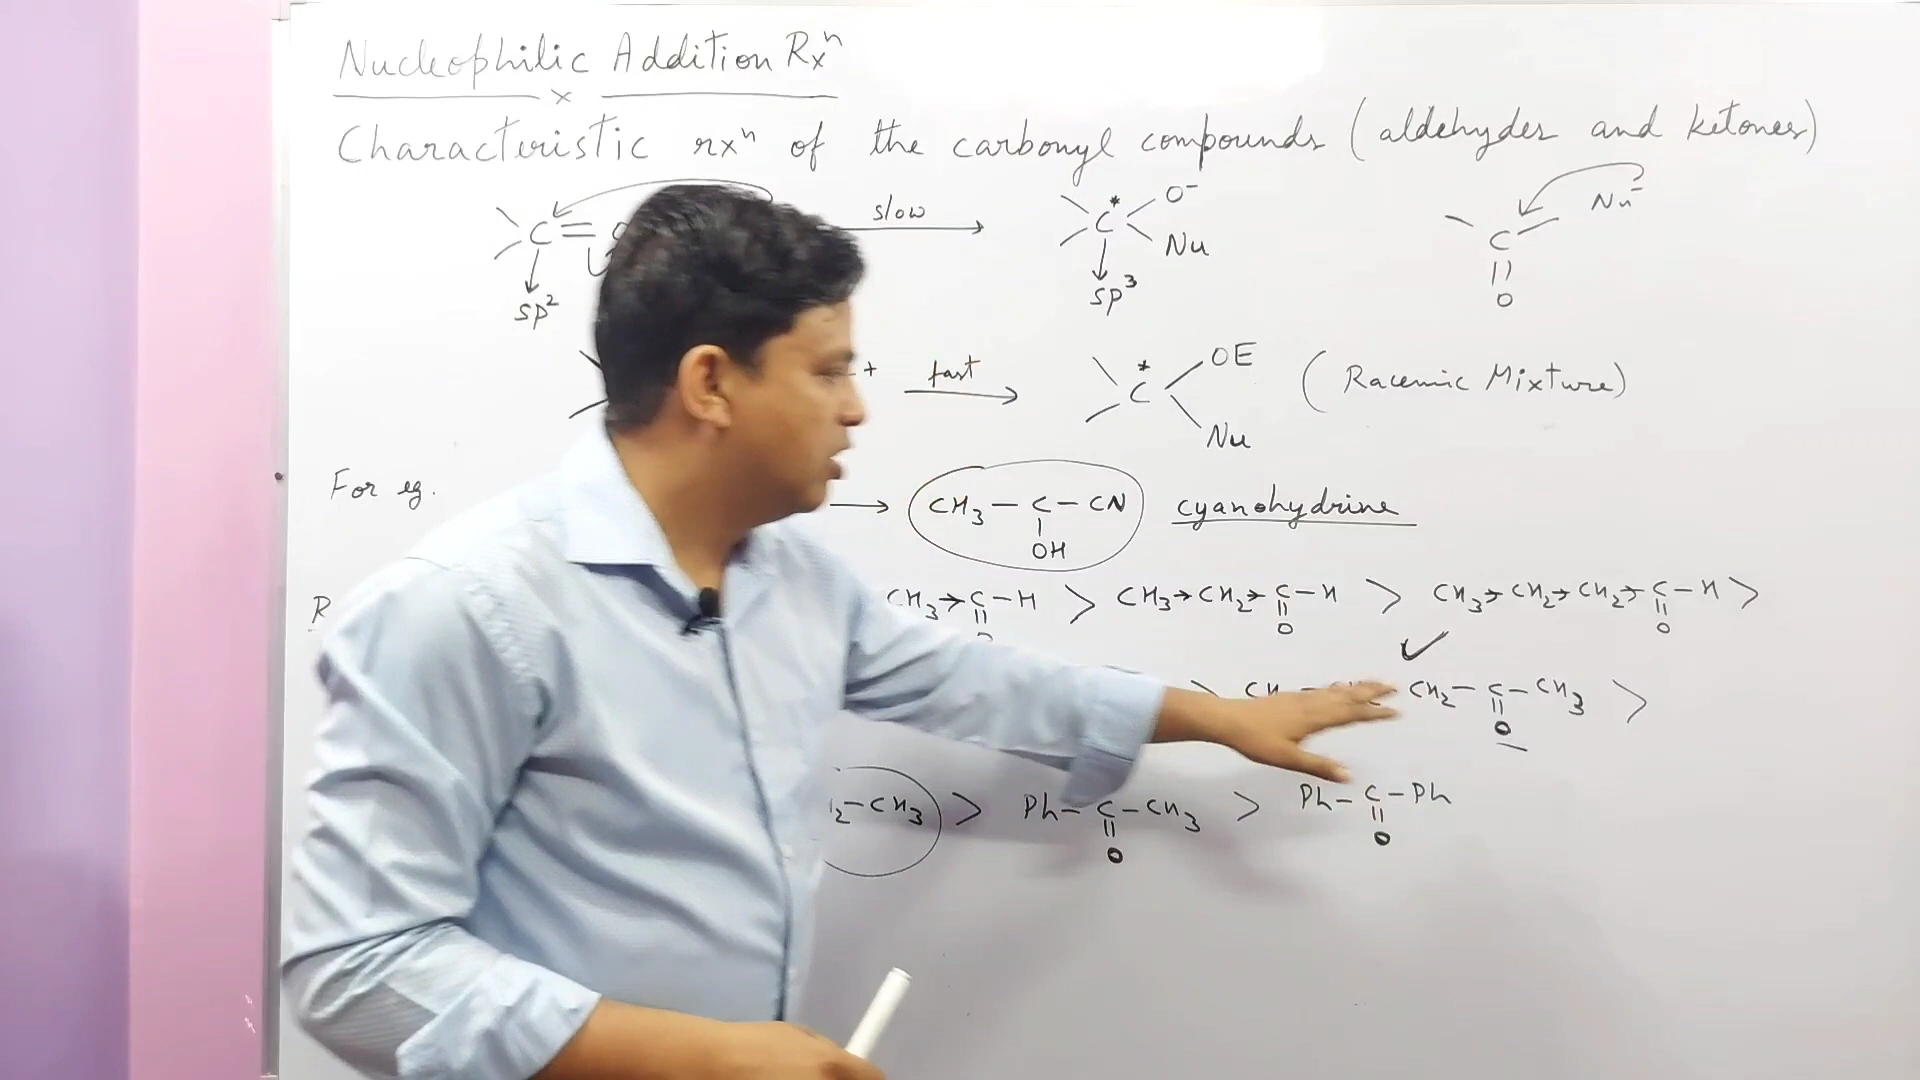 Nucleophilic Addition Rxⁿ
×
Characteristic rxⁿ of the carbonyl compounds (aldehydes and ketones)
C = slow → C* O⁻ Nu
sp² sp³
C = O Nu⁻
+ fast → C* OE Nu ( Racemic Mixture)
For eg. → CH₃ – C – CN cyanohydrine
OH
R CH₃→C–H > CH₃→CH₂→C–H > CH₃→CH₂→CH₂→C–H >
O O
✓
> CH₂– C–CH₃ >
O
₂–CH₃ > Ph–C–CH₃ > Ph–C–Ph
O O